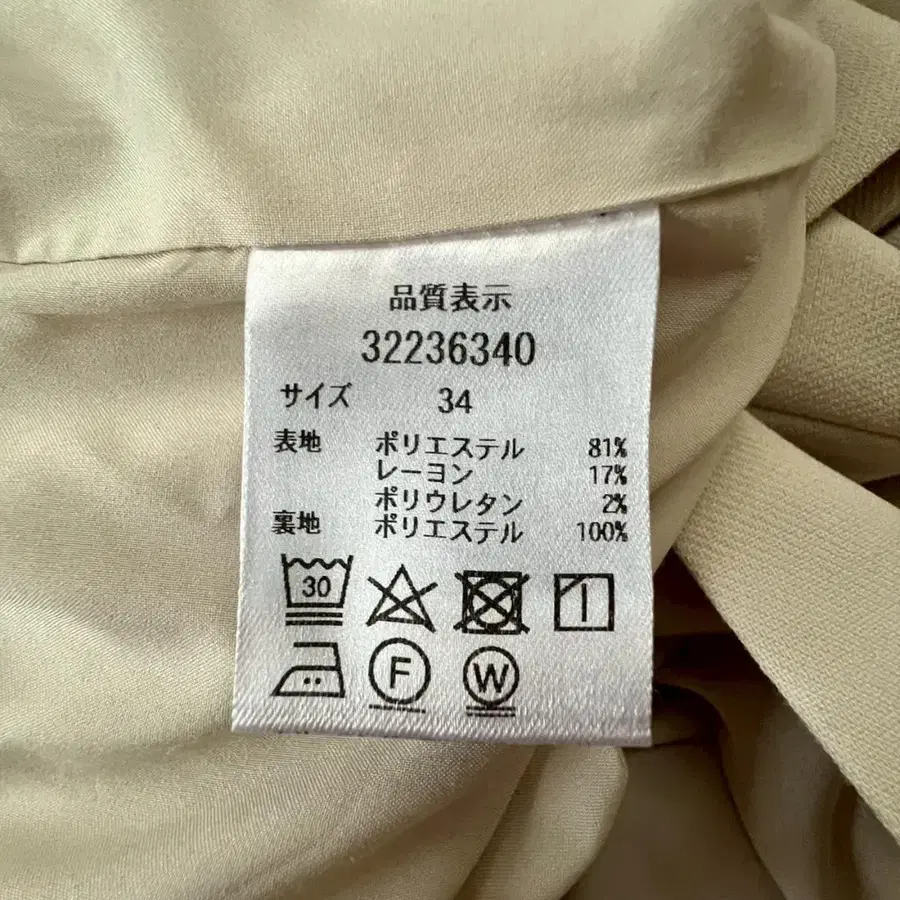 品質表示
32236340
サイズ 34
表地 ポリエステル 81%
レーヨン 17%
ポリウレタン 2%
裏地 ポリエステル 100%
30
F W